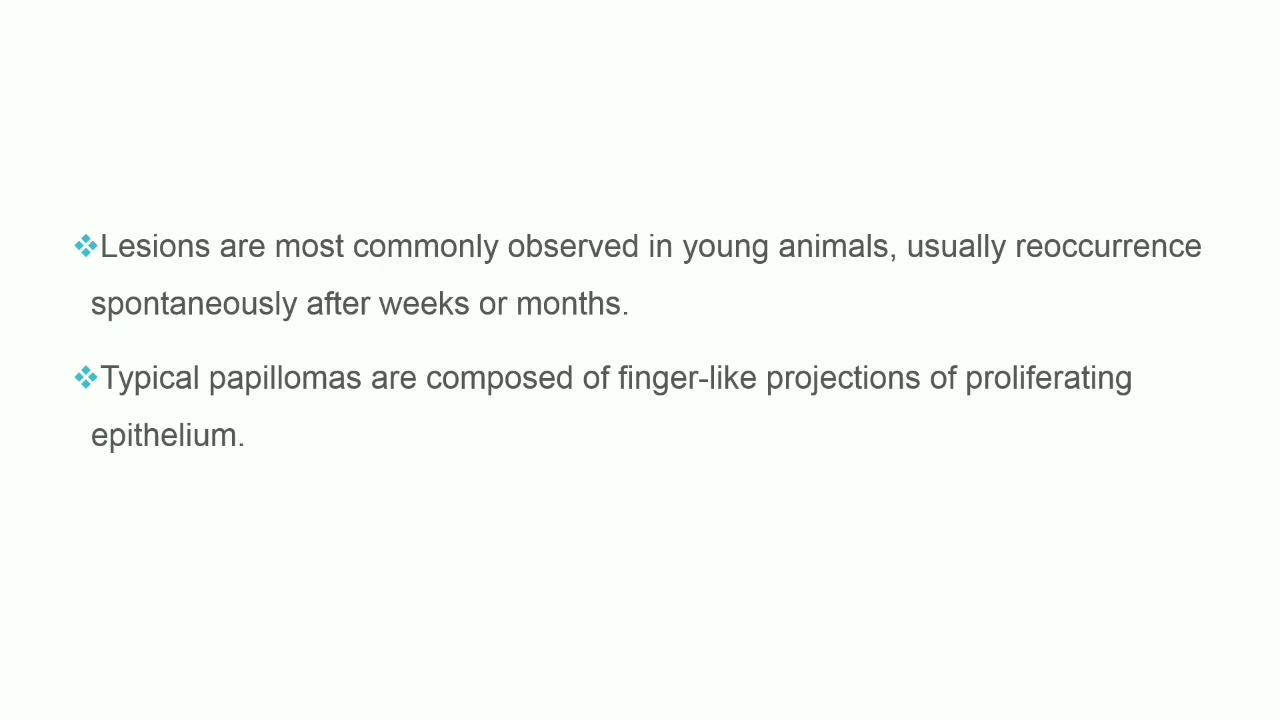 ❖Lesions are most commonly observed in young animals, usually reoccurrence
spontaneously after weeks or months.
❖Typical papillomas are composed of finger-like projections of proliferating
epithelium.